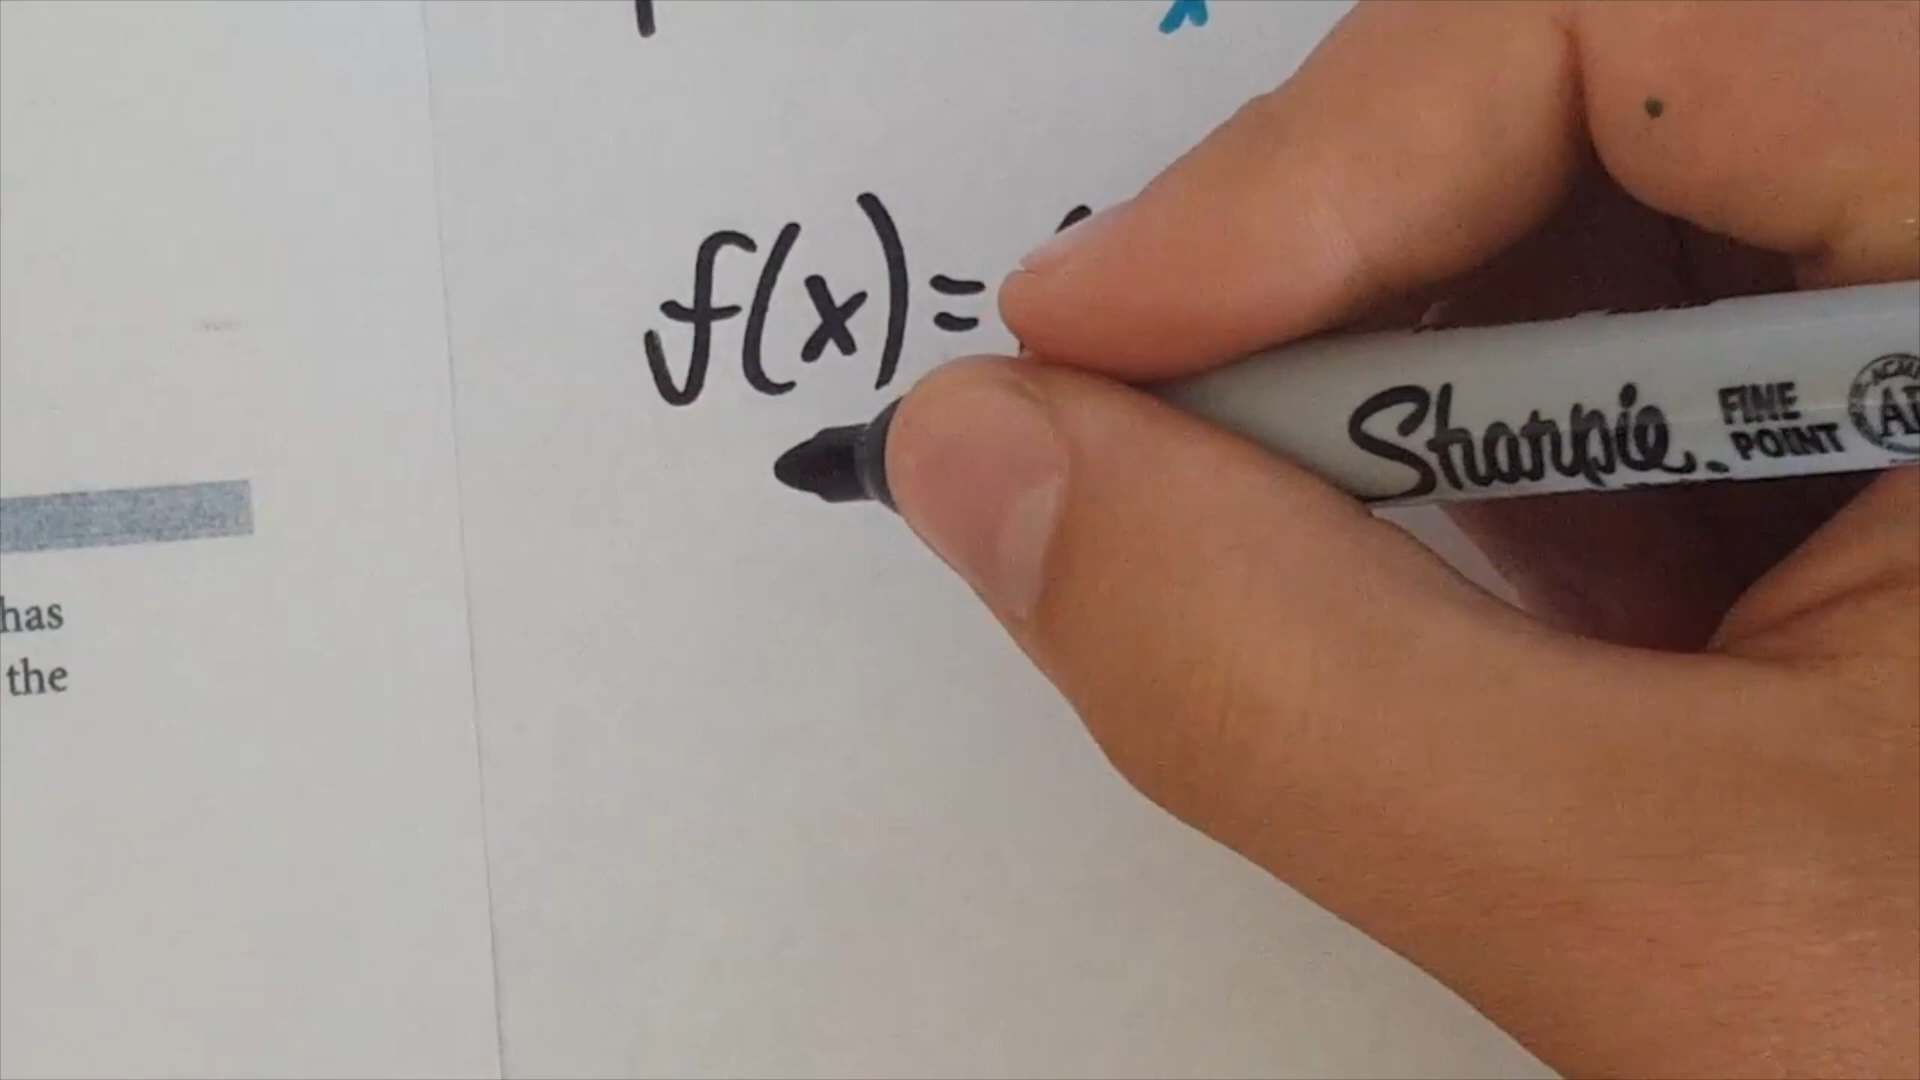 x
f(x)=
Sharpie.
FINE
POINT
has
the